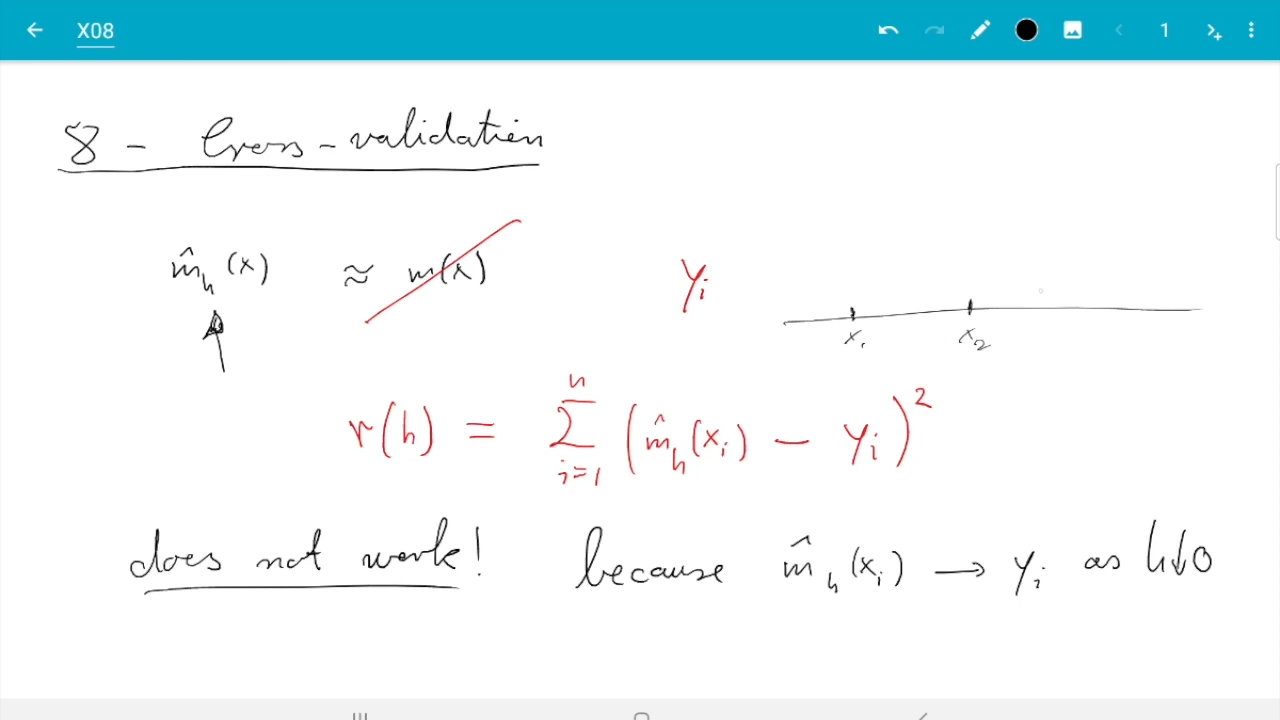 X08
1
8 - Cross-validation
m̂_h(x) ≈ m(x) y_i
x_1 x_2
r(h) = ∑_{i=1}^{n} (m̂_h(x_i) − y_i)^2
does not work! because m̂_h(x_i) → y_i as h↓0